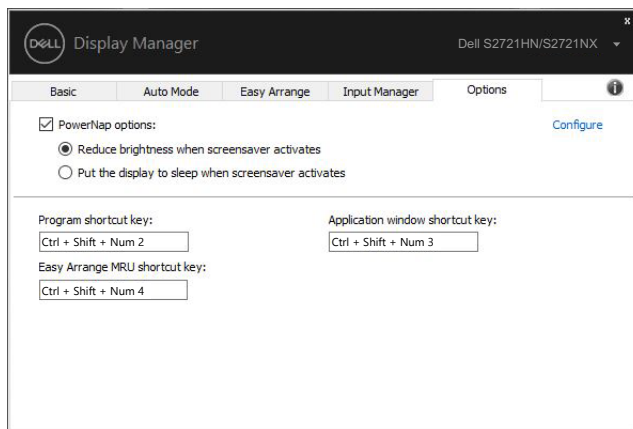 x
DELL Display Manager
Dell S2721HN/S2721NX
Basic Auto Mode Easy Arrange Input Manager Options
PowerNap options: Configure
Reduce brightness when screensaver activates
Put the display to sleep when screensaver activates
Program shortcut key: Application window shortcut key:
Ctrl + Shift + Num 2 Ctrl + Shift + Num 3
Easy Arrange MRU shortcut key:
Ctrl + Shift + Num 4